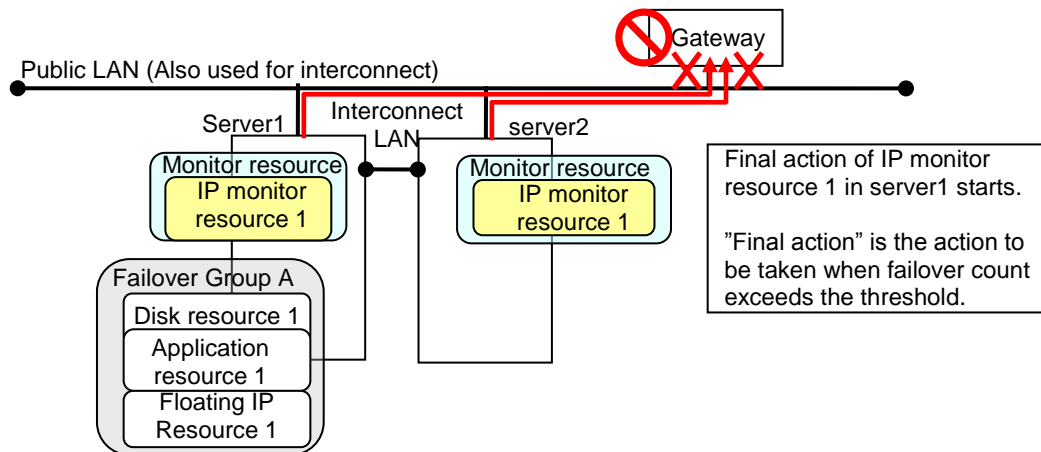 Gateway
Public LAN (Also used for interconnect)
Interconnect
LAN
Server1
server2
Monitor resource
IP monitor
resource 1
Monitor resource
IP monitor
resource 1
Final action of IP monitor
resource 1 in server1 starts.
”Final action” is the action to
be taken when failover count
exceeds the threshold.
Failover Group A
Disk resource 1
Application
resource 1
Floating IP
Resource 1